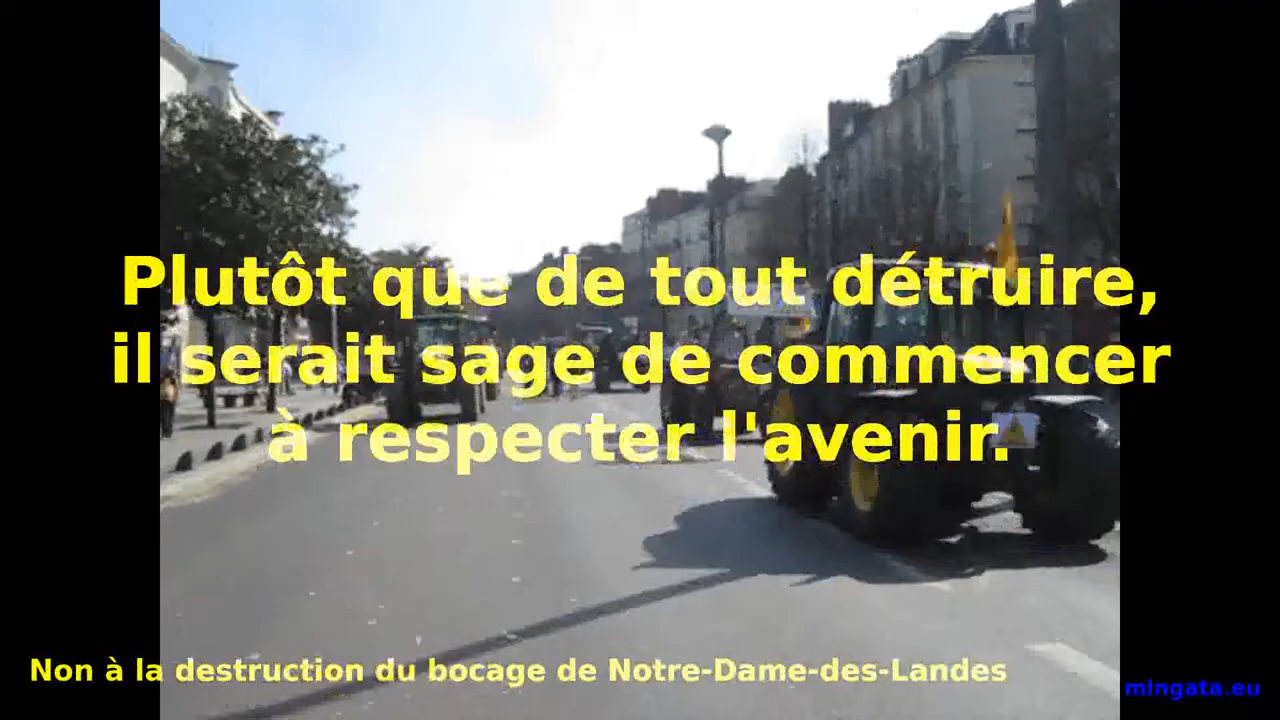 Plutôt que de tout détruire,
il serait sage de commencer
à respecter l'avenir.
Non à la destruction du bocage de Notre-Dame-des-Landes
mingata.eu